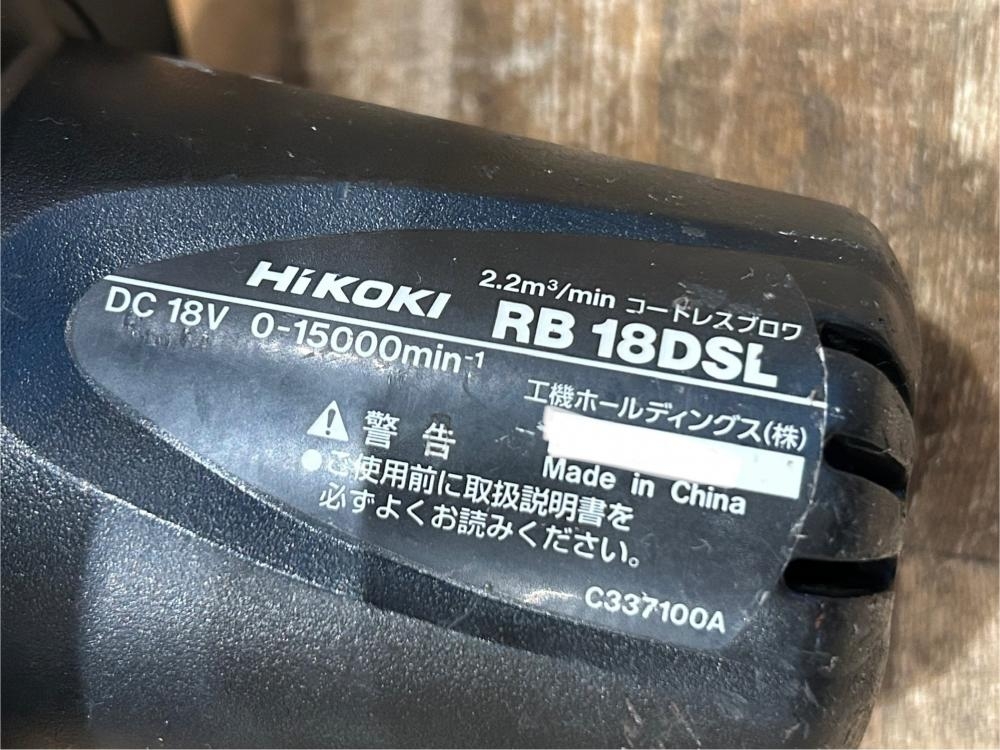 HiKOKI 2.2m³/min コードレスブロワ
DC 18V 0-15000min⁻¹ RB 18DSL
工機ホールディングス(株)
Made in China
⚠警告
●ご使用前に取扱説明書を
必ずよくお読みください。
C337100A